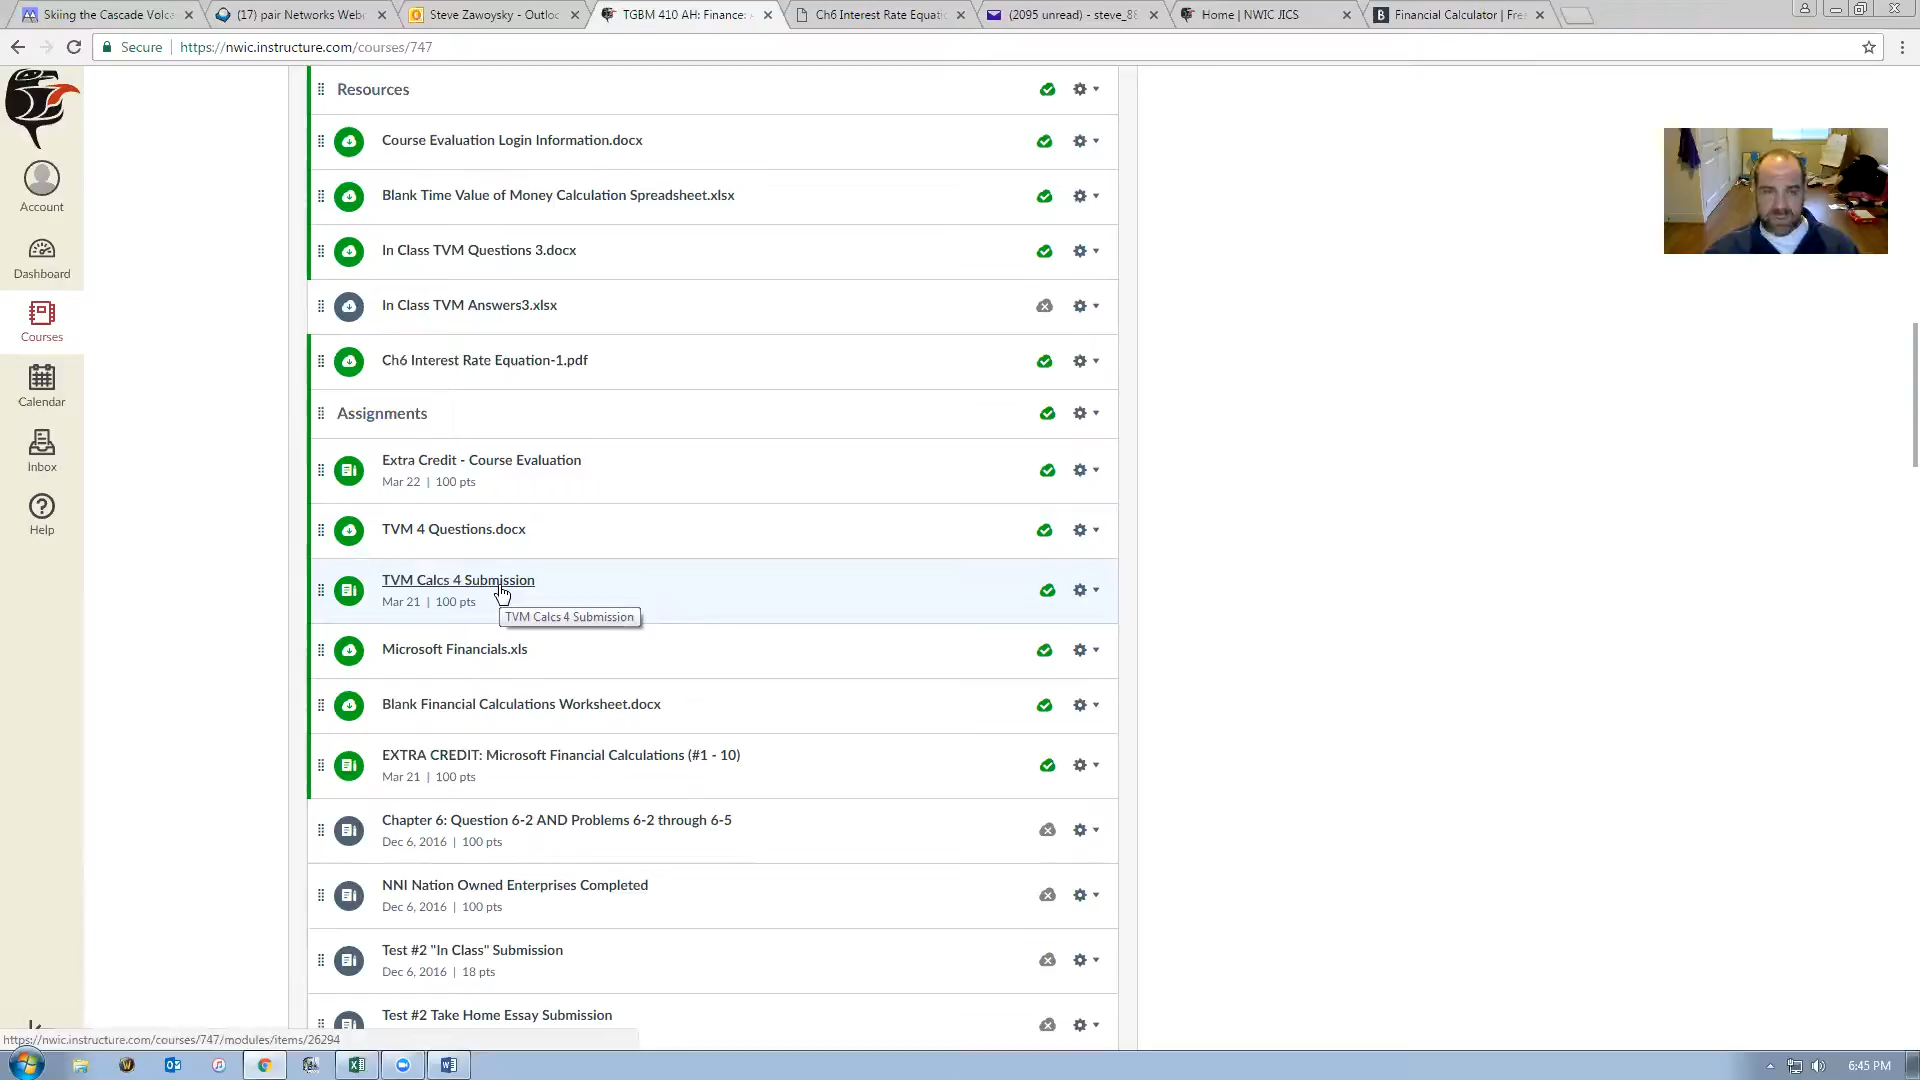 Skiing the Cascade Volca
(17) pair Networks Web
Steve Zawoysky - Outlo
TGBM 410 AH: Finance:
Ch6 Interest Rate Equati
(2095 unread) - steve_88
Home | NWIC JICS
Financial Calculator | Fre
Secure
https://nwic.instructure.com/courses/747
Account
Dashboard
Courses
Calendar
Inbox
Help
Resources
Course Evaluation Login Information.docx
Blank Time Value of Money Calculation Spreadsheet.xlsx
In Class TVM Questions 3.docx
In Class TVM Answers3.xlsx
Ch6 Interest Rate Equation-1.pdf
Assignments
Extra Credit - Course Evaluation
Mar 22 | 100 pts
TVM 4 Questions.docx
TVM Calcs 4 Submission
Mar 21 | 100 pts
TVM Calcs 4 Submission
Microsoft Financials.xls
Blank Financial Calculations Worksheet.docx
EXTRA CREDIT: Microsoft Financial Calculations (#1 - 10)
Mar 21 | 100 pts
Chapter 6: Question 6-2 AND Problems 6-2 through 6-5
Dec 6, 2016 | 100 pts
NNI Nation Owned Enterprises Completed
Dec 6, 2016 | 100 pts
Test #2 "In Class" Submission
Dec 6, 2016 | 18 pts
Test #2 Take Home Essay Submission
https://nwic.instructure.com/courses/747/modules/items/26294
6:45 PM